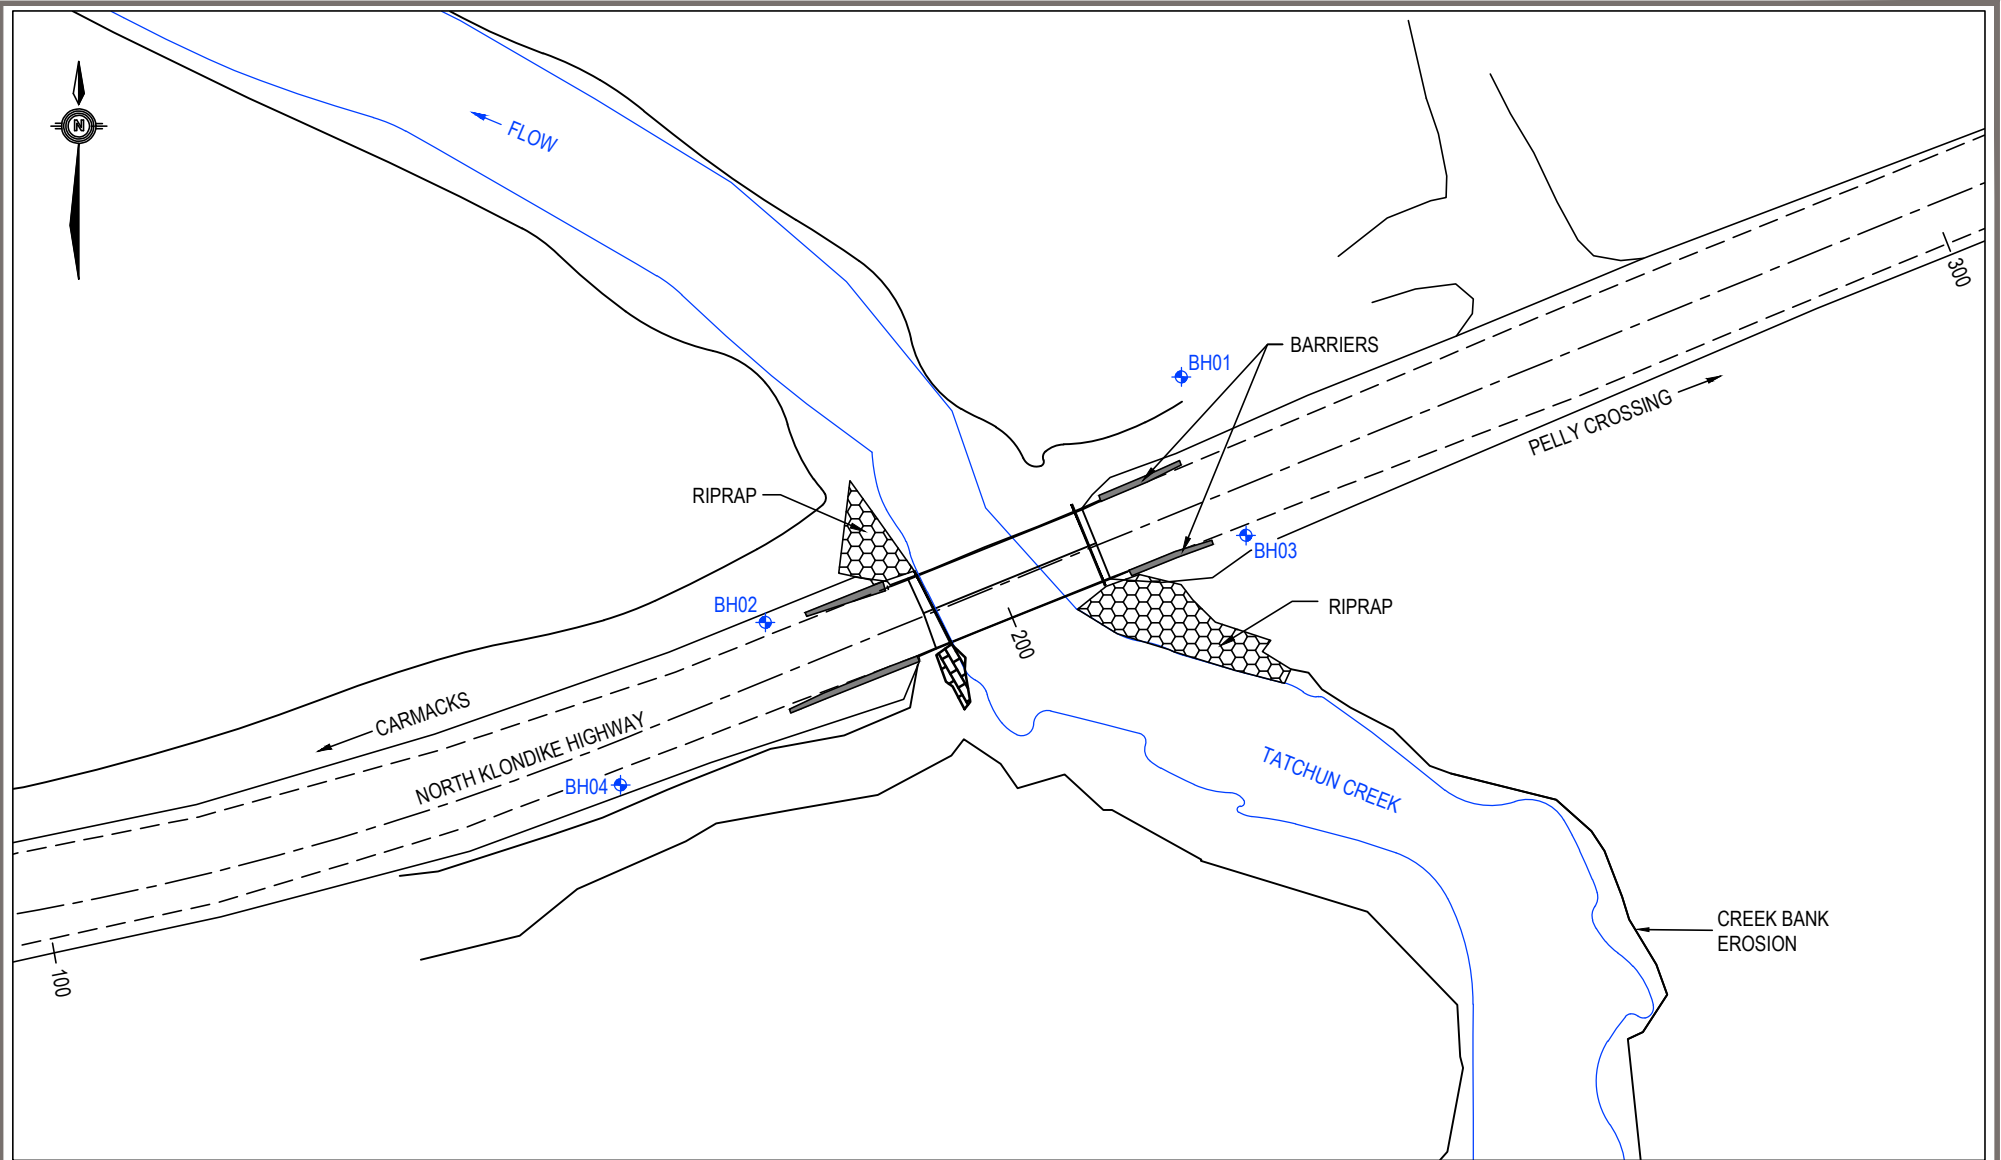 N
FLOW
300
BARRIERS
BH01
PELLY CROSSING
RIPRAP
BH03
BH02
RIPRAP
200
CARMACKS
NORTH KLONDIKE HIGHWAY
TATCHUN CREEK
BH04
CREEK BANK
EROSION
100